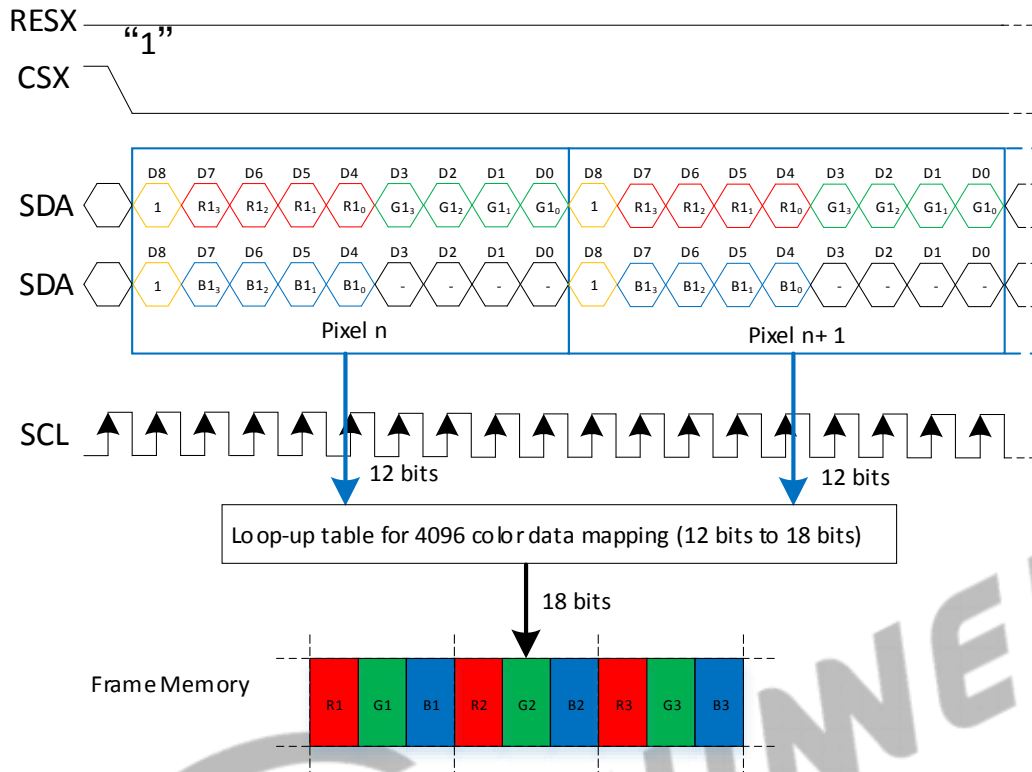 RESX
“1”
CSX
D8 D7 D6 D5 D4 D3 D2 D1 D0 D8 D7 D6 D5 D4 D3 D2 D1 D0
SDA 1 R1₃ R1₂ R1₁ R1₀ G1₃ G1₂ G1₁ G1₀ 1 R1₃ R1₂ R1₁ R1₀ G1₃ G1₂ G1₁ G1₀
D8 D7 D6 D5 D4 D3 D2 D1 D0 D8 D7 D6 D5 D4 D3 D2 D1 D0
SDA 1 B1₃ B1₂ B1₁ B1₀ - - - - 1 B1₃ B1₂ B1₁ B1₀ - - - -
Pixel n Pixel n+ 1
SCL
12 bits 12 bits
Loop-up table for 4096 color data mapping (12 bits to 18 bits)
18 bits
Frame Memory
R1 G1 B1 R2 G2 B2 R3 G3 B3